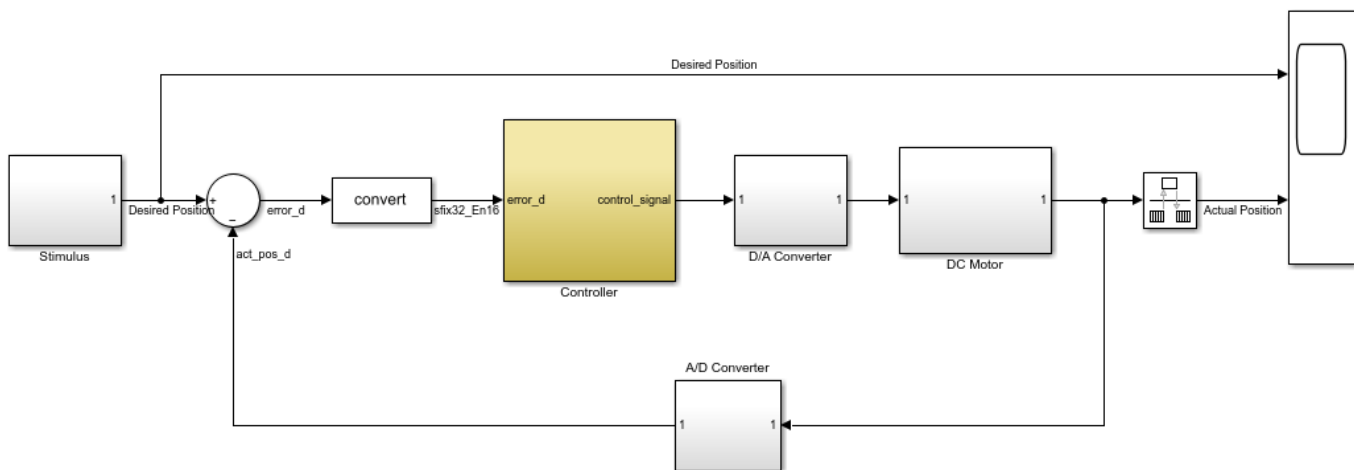 Desired Position
1
Desired Position
Stimulus
+
−
error_d
act_pos_d
convert
sfix32_En16
error_d
control_signal
Controller
1
1
D/A Converter
1
1
DC Motor
Actual Position
A/D Converter
1
1